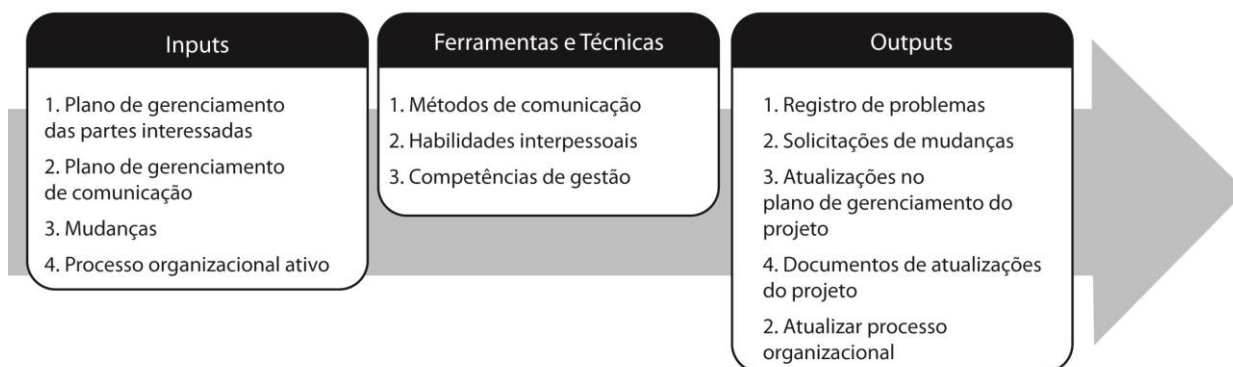 Inputs
1. Plano de gerenciamento
das partes interessadas
2. Plano de gerenciamento
de comunicação
3. Mudanças
4. Processo organizacional ativo
Ferramentas e Técnicas
1. Métodos de comunicação
2. Habilidades interpessoais
3. Competências de gestão
Outputs
1. Registro de problemas
2. Solicitações de mudanças
3. Atualizações no
plano de gerenciamento do
projeto
4. Documentos de atualizações
do projeto
2. Atualizar processo
organizacional